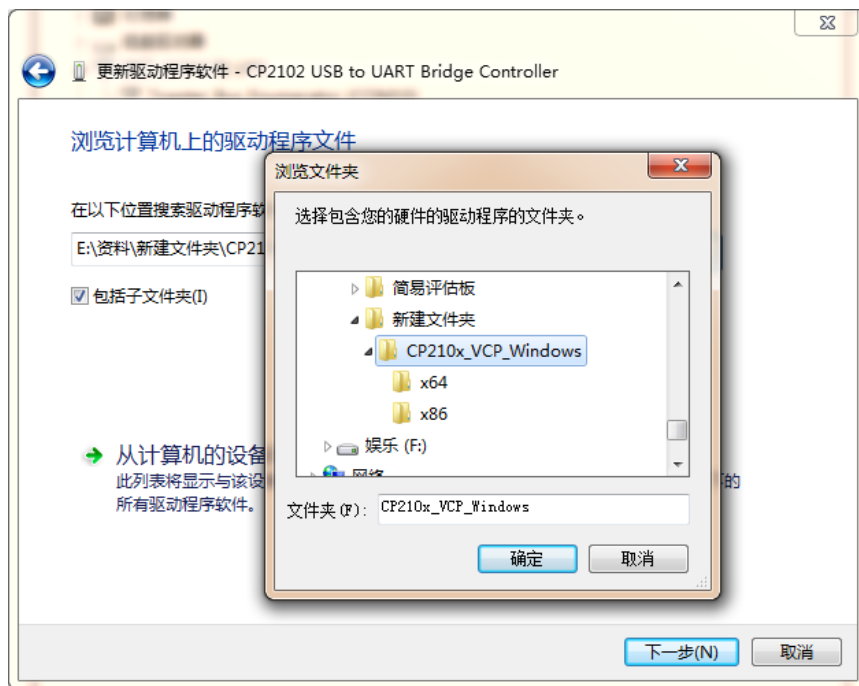 更新驱动程序软件 - CP2102 USB to UART Bridge Controller
浏览计算机上的驱动程序文件
浏览文件夹
在以下位置搜索驱动程序软
选择包含您的硬件的驱动程序的文件夹。
E:\资料\新建文件夹\CP21
包括子文件夹(I)
简易评估板
新建文件夹
CP210x_VCP_Windows
x64
x86
娱乐 (F:)
网络
从计算机的设备
此列表将显示与该设
的
所有驱动程序软件。
文件夹(F): CP210x_VCP_Windows
确定
取消
下一步(N)
取消